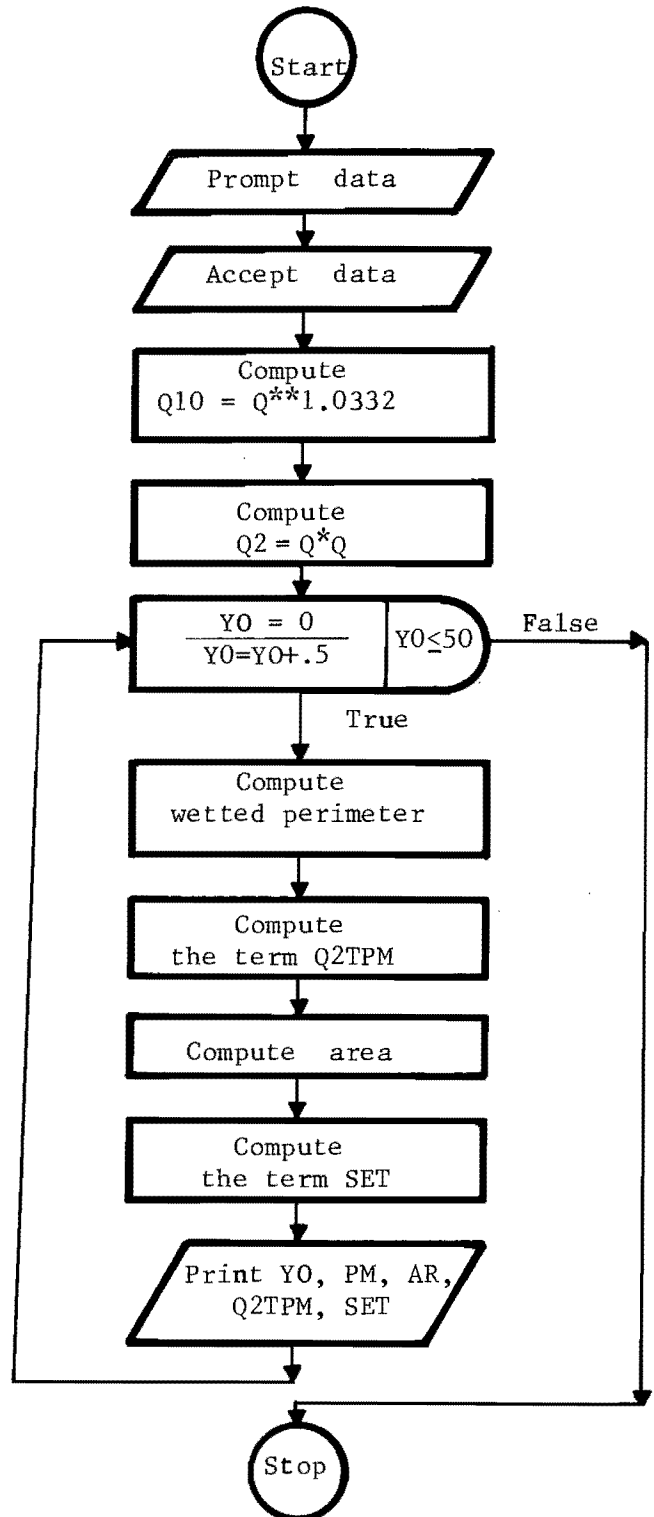 Start
Prompt data
Accept data
Compute
Q10 = Q**1.0332
Compute
Q2 = Q*Q
YO = 0
YO=YO+.5
YO≤50
False
True
Compute
wetted perimeter
Compute
the term Q2TPM
Compute area
Compute
the term SET
Print YO, PM, AR,
Q2TPM, SET
Stop